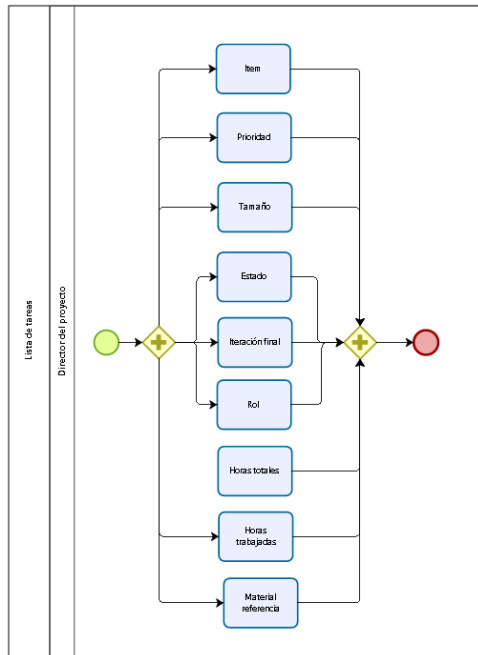 Lista de tareas
Director del proyecto
Item
Prioridad
Tamaño
Estado
Iteración final
Rol
Horas totales
Horas
trabajadas
Material
referencia